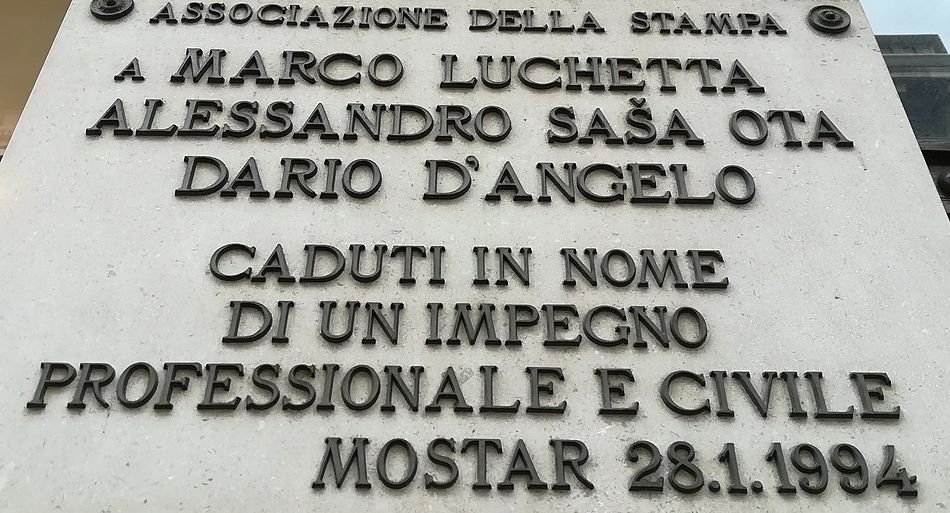 ASSOCIAZIONE DELLA STAMPA
A MARCO LUCHETTA
ALESSANDRO SAŠA OTA
DARIO D'ANGELO
CADUTI IN NOME
DI UN IMPEGNO
PROFESSIONALE E CIVILE
MOSTAR 28.1.1994